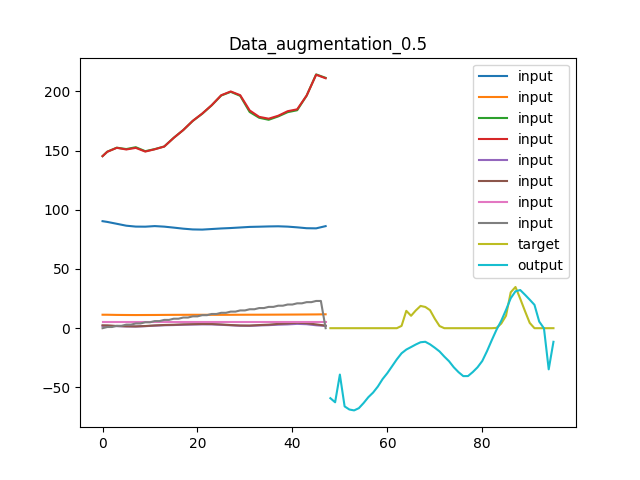 Data_augmentation_0.5
input
input
input
input
input
input
input
input
target
output
200
150
100
50
0
−50
0
20
40
60
80